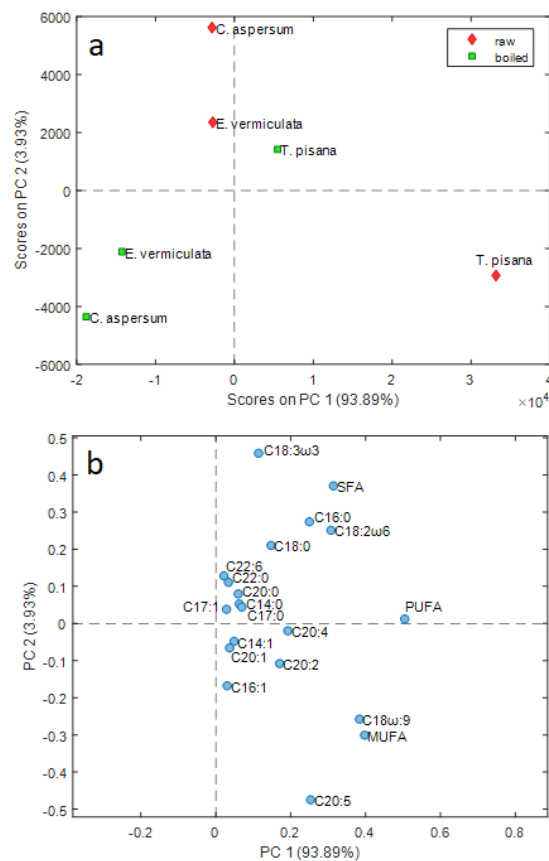 a
raw
boiled
C. aspersum
E. vermiculata
T. pisana
E. vermiculata
T. pisana
C. aspersum
6000
4000
2000
0
-2000
-4000
-6000
Scores on PC 2 (3.93%)
-2 -1 0 1 2 3 4
×10⁴
Scores on PC 1 (93.89%)
b
C18:3ω3
SFA
C16:0
C18:2ω6
C18:0
C22:6
C22:0
C20:0
C14:0
C17:1
C17:0
PUFA
C20:4
C14:1
C20:1
C20:2
C16:1
C18ω:9
MUFA
C20:5
0.5
0.4
0.3
0.2
0.1
0
-0.1
-0.2
-0.3
-0.4
-0.5
PC 2 (3.93%)
-0.2 0 0.2 0.4 0.6 0.8
PC 1 (93.89%)